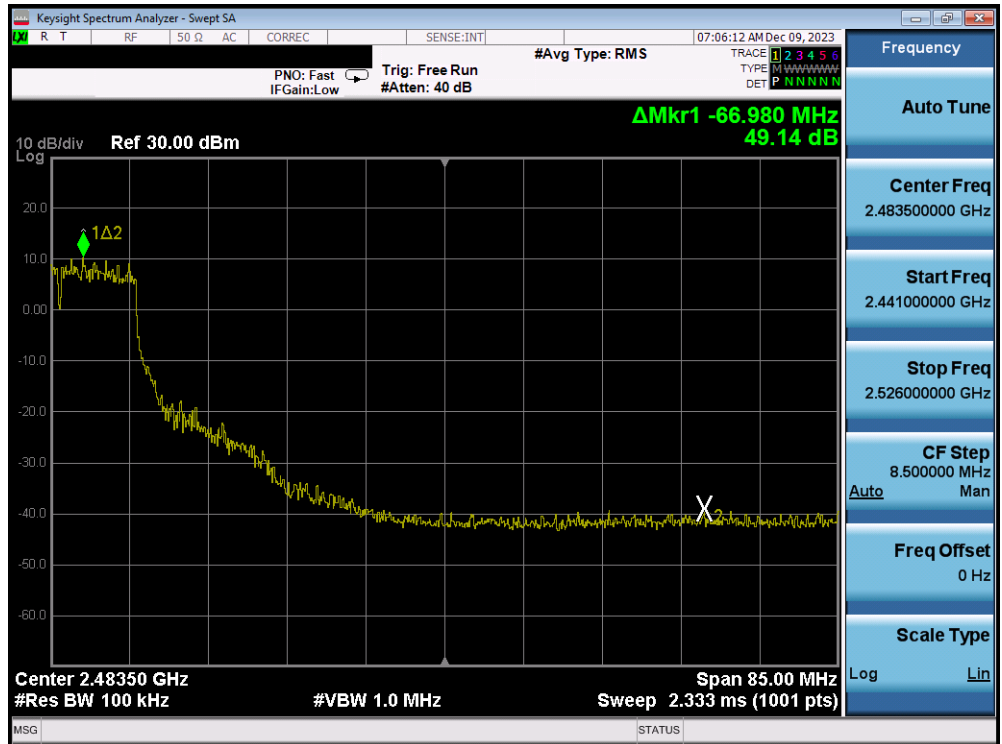 Keysight Spectrum Analyzer - Swept SA
LXI R T RF 50 Ω AC CORREC SENSE:INT 07:06:12 AM Dec 09, 2023
#Avg Type: RMS TRACE 1 2 3 4 5 6
PNO: Fast Trig: Free Run TYPE M WWWWW
IFGain:Low #Atten: 40 dB DET P N N N N N
ΔMkr1 -66.980 MHz
49.14 dB
10 dB/div Ref 30.00 dBm
Log
20.0
1Δ2
10.0
0.00
-10.0
-20.0
-30.0
-40.0
X2
-50.0
-60.0
Center 2.48350 GHz Span 85.00 MHz
#Res BW 100 kHz #VBW 1.0 MHz Sweep 2.333 ms (1001 pts)
MSG STATUS
Frequency
Auto Tune
Center Freq
2.483500000 GHz
Start Freq
2.441000000 GHz
Stop Freq
2.526000000 GHz
CF Step
8.500000 MHz
Auto Man
Freq Offset
0 Hz
Scale Type
Log Lin